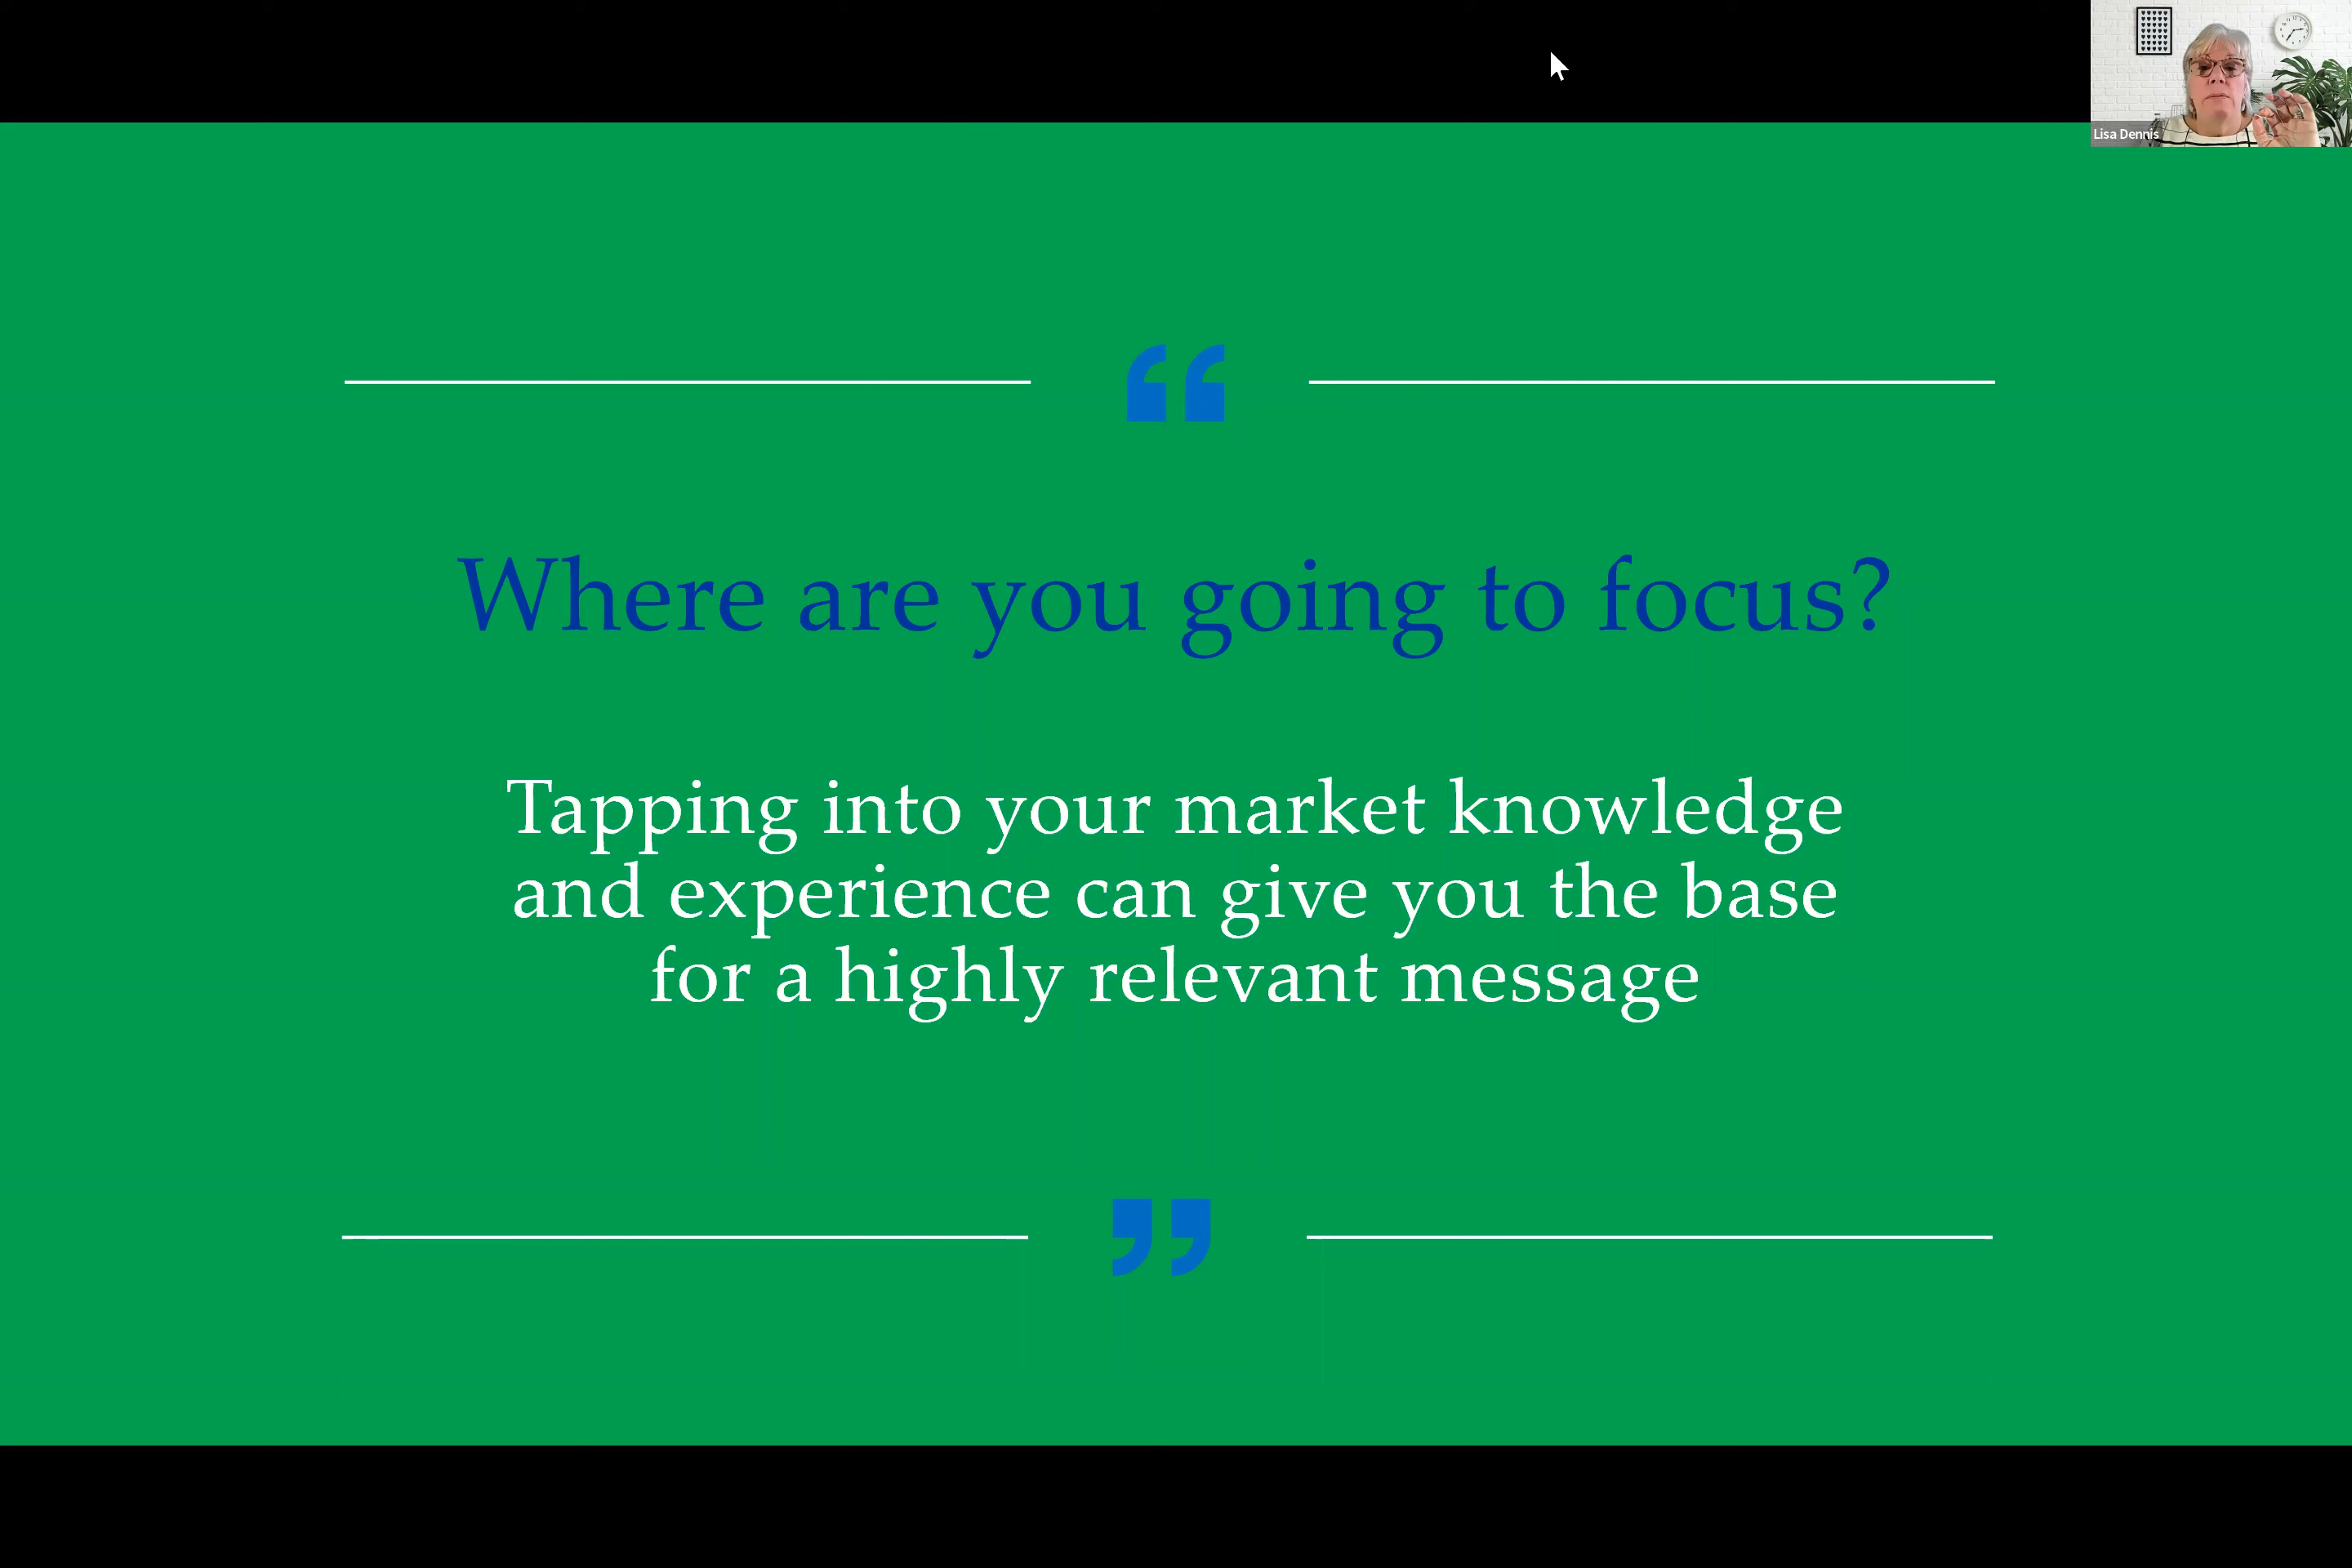 Lisa Dennis
“
Where are you going to focus?
Tapping into your market knowledge
and experience can give you the base
for a highly relevant message
”